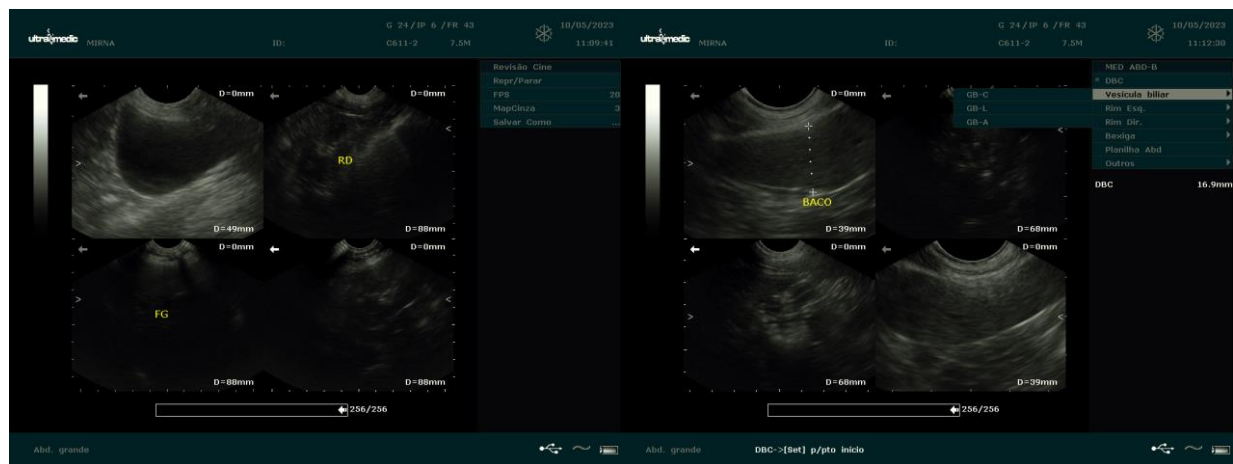 ultramedic MIRNA ID: G 24/IP 6 /FR 43 10/05/2023
C611-2 7.5M 11:09:41
Revisão Cine
Repr/Parar
FPS 20
MapCinza 3
Salvar Como ...
D=0mm D=0mm
RD
D=49mm D=88mm
D=0mm D=0mm
FG
D=88mm D=88mm
256/256
Abd. grande
ultramedic MIRNA ID: G 24/IP 6 /FR 43 10/05/2023
C611-2 7.5M 11:12:30
MED ABD-B
* DBC
Vesícula biliar
GB-C
GB-L
GB-A
Rim Esq.
Rim Dir.
Bexiga
Planilha Abd
Outros
DBC 16.9mm
D=0mm
BACO
D=39mm D=68mm
D=0mm D=0mm
D=68mm D=39mm
256/256
Abd. grande DBC->[Set] p/pto início